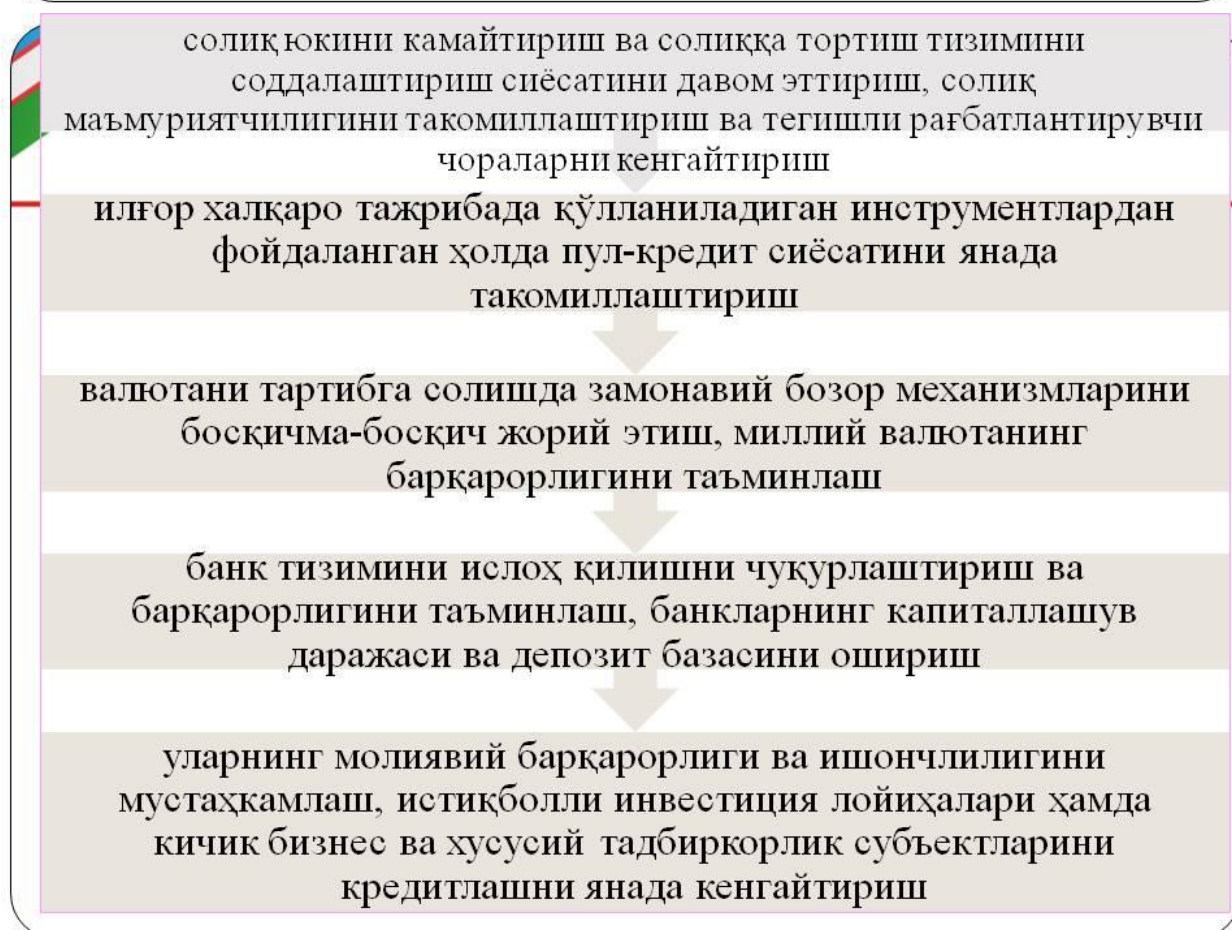 солиқ юкини камайтириш ва солиққа тортиш тизимини
соддалаштириш сиёсатини давом эттириш, солиқ
маъмуриятчилигини такомиллаштириш ва тегишли рағбатлантирувчи
чораларни кенгайтириш
илғор халқаро тажрибада қўлланиладиган инструментлардан
фойдаланган ҳолда пул-кредит сиёсатини янада
такомиллаштириш
валютани тартибга солишда замонавий бозор механизмларини
босқичма-босқич жорий этиш, миллий валютанинг
барқарорлигини таъминлаш
банк тизимини ислоҳ қилишни чуқурлаштириш ва
барқарорлигини таъминлаш, банкларнинг капиталлашув
даражаси ва депозит базасини ошириш
уларнинг молиявий барқарорлиги ва ишончлилигини
мустаҳкамлаш, истиқболли инвестиция лойиҳалари ҳамда
кичик бизнес ва хусусий тадбиркорлик субъектларини
кредитлашни янада кенгайтириш